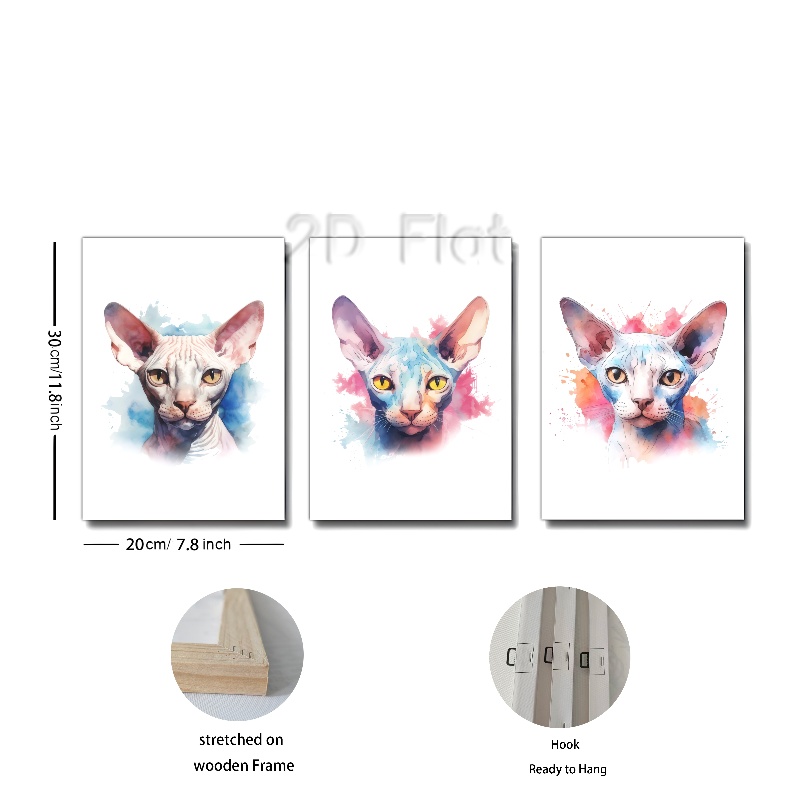 2D Flat
30cm/11.8inch
20cm/ 7.8 inch
stretched on
wooden Frame
Hook
Ready to Hang